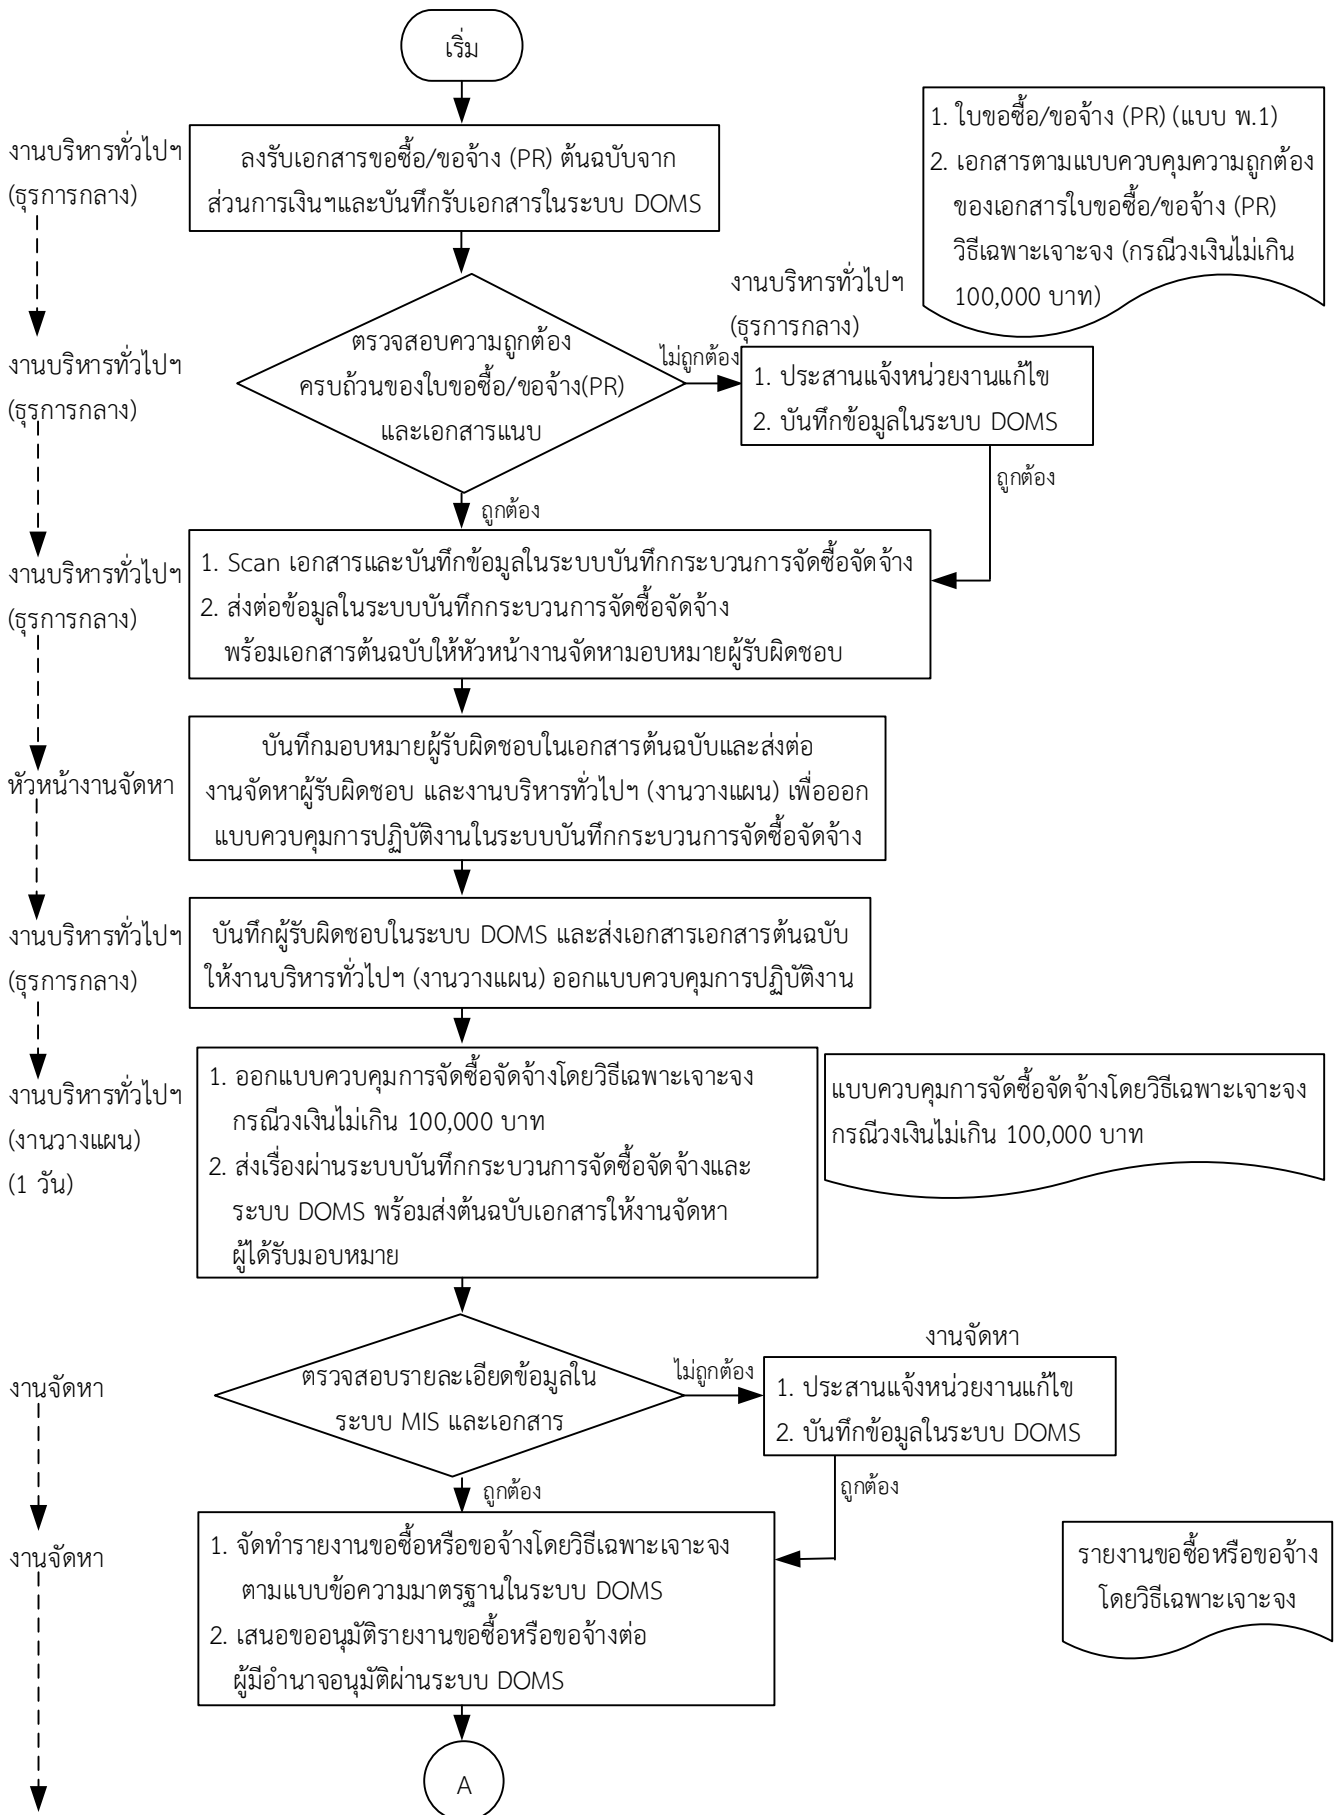 เริ่ม
งานบริหารทั่วไปฯ
(ธุรการกลาง)
ลงรับเอกสารขอซื้อ/ขอจ้าง (PR) ต้นฉบับจาก
ส่วนการเงินฯและบันทึกรับเอกสารในระบบ DOMS
1. ใบขอซื้อ/ขอจ้าง (PR) (แบบ พ.1)
2. เอกสารตามแบบควบคุมความถูกต้อง
ของเอกสารใบขอซื้อ/ขอจ้าง (PR)
วิธีเฉพาะเจาะจง (กรณีวงเงินไม่เกิน
100,000 บาท)
งานบริหารทั่วไปฯ
(ธุรการกลาง)
ตรวจสอบความถูกต้อง
ครบถ้วนของใบขอซื้อ/ขอจ้าง(PR)
และเอกสารแนบ
ไม่ถูกต้อง
งานบริหารทั่วไปฯ
(ธุรการกลาง)
1. ประสานแจ้งหน่วยงานแก้ไข
2. บันทึกข้อมูลในระบบ DOMS
ถูกต้อง
ถูกต้อง
งานบริหารทั่วไปฯ
(ธุรการกลาง)
1. Scan เอกสารและบันทึกข้อมูลในระบบบันทึกกระบวนการจัดซื้อจัดจ้าง
2. ส่งต่อข้อมูลในระบบบันทึกกระบวนการจัดซื้อจัดจ้าง
พร้อมเอกสารต้นฉบับให้หัวหน้างานจัดหามอบหมายผู้รับผิดชอบ
หัวหน้างานจัดหา
บันทึกมอบหมายผู้รับผิดชอบในเอกสารต้นฉบับและส่งต่อ
งานจัดหาผู้รับผิดชอบ และงานบริหารทั่วไปฯ (งานวางแผน) เพื่อออก
แบบควบคุมการปฏิบัติงานในระบบบันทึกกระบวนการจัดซื้อจัดจ้าง
งานบริหารทั่วไปฯ
(ธุรการกลาง)
บันทึกผู้รับผิดชอบในระบบ DOMS และส่งเอกสารเอกสารต้นฉบับ
ให้งานบริหารทั่วไปฯ (งานวางแผน) ออกแบบควบคุมการปฏิบัติงาน
งานบริหารทั่วไปฯ
(งานวางแผน)
(1 วัน)
1. ออกแบบควบคุมการจัดซื้อจัดจ้างโดยวิธีเฉพาะเจาะจง
กรณีวงเงินไม่เกิน 100,000 บาท
2. ส่งเรื่องผ่านระบบบันทึกกระบวนการจัดซื้อจัดจ้างและ
ระบบ DOMS พร้อมส่งต้นฉบับเอกสารให้งานจัดหา
ผู้ได้รับมอบหมาย
แบบควบคุมการจัดซื้อจัดจ้างโดยวิธีเฉพาะเจาะจง
กรณีวงเงินไม่เกิน 100,000 บาท
งานจัดหา
ตรวจสอบรายละเอียดข้อมูลใน
ระบบ MIS และเอกสาร
ไม่ถูกต้อง
งานจัดหา
1. ประสานแจ้งหน่วยงานแก้ไข
2. บันทึกข้อมูลในระบบ DOMS
ถูกต้อง
ถูกต้อง
งานจัดหา
1. จัดทำรายงานขอซื้อหรือขอจ้างโดยวิธีเฉพาะเจาะจง
ตามแบบข้อความมาตรฐานในระบบ DOMS
2. เสนอขออนุมัติรายงานขอซื้อหรือขอจ้างต่อ
ผู้มีอำนาจอนุมัติผ่านระบบ DOMS
รายงานขอซื้อหรือขอจ้าง
โดยวิธีเฉพาะเจาะจง
A